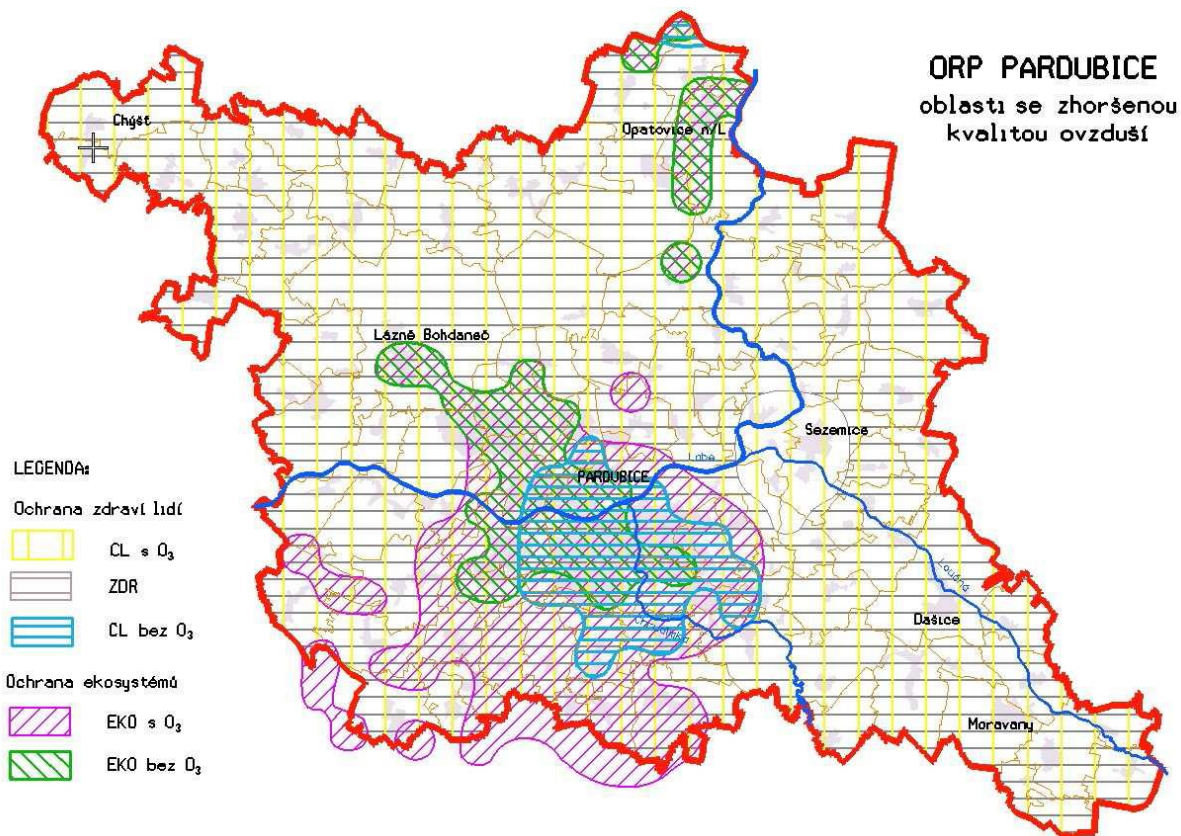 ORP PARDUBICE
oblasti se zhoršenou
kvalitou ovzduší
Chýšť
Opatovice n/L
Lázně Bohdaneč
Sezemice
Labe
PARDUBICE
Loučná
Dašice
Moravany
LEGENDA:
Ochrana zdraví lidí
CL s O₃
ZDR
CL bez O₃
Ochrana ekosystémů
EKO s O₃
EKO bez O₃